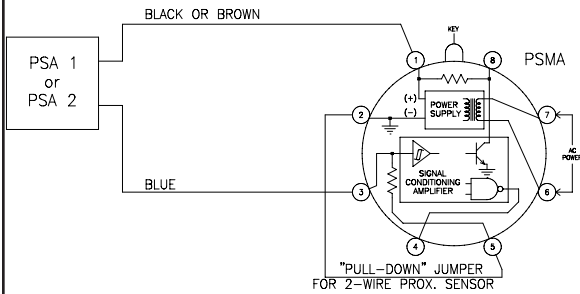 BLACK OR BROWN
KEY
PSA 1
or
PSA 2
1
8
PSMA
(+)
(-)
POWER
SUPPLY
2
7
AC
POWER
SIGNAL
CONDITIONING
AMPLIFIER
BLUE
3
6
4
5
"PULL-DOWN" JUMPER
FOR 2-WIRE PROX. SENSOR